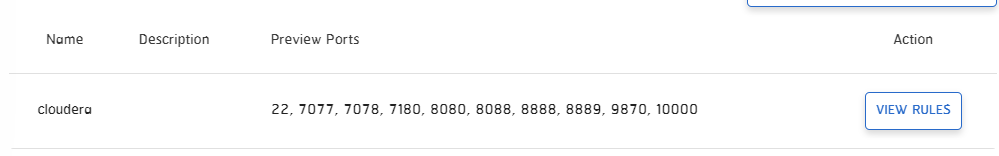 Name Description Preview Ports Action
cloudera 22, 7077, 7078, 7180, 8080, 8088, 8888, 8889, 9870, 10000 VIEW RULES